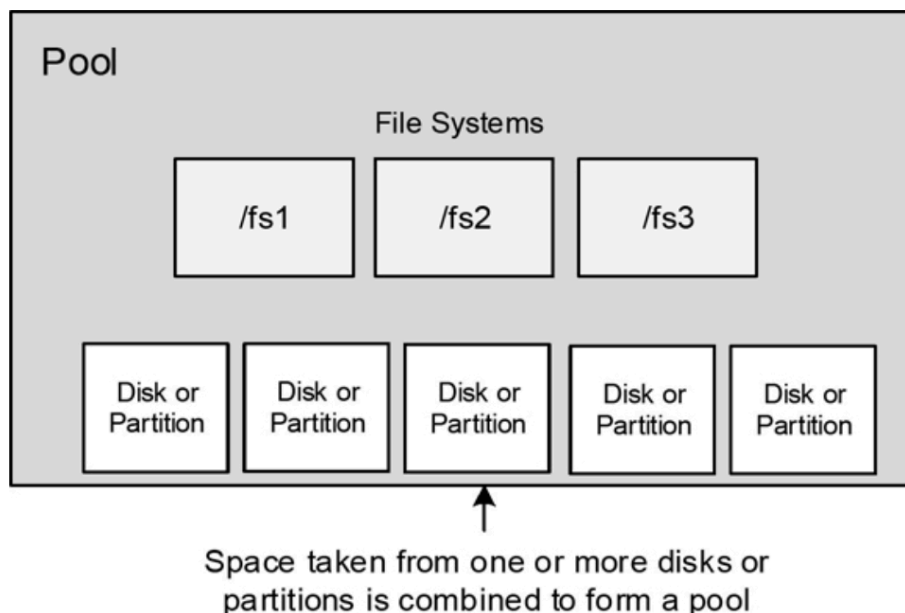 Pool
File Systems
/fs1
/fs2
/fs3
Disk or
Partition
Disk or
Partition
Disk or
Partition
Disk or
Partition
Disk or
Partition
Space taken from one or more disks or
partitions is combined to form a pool